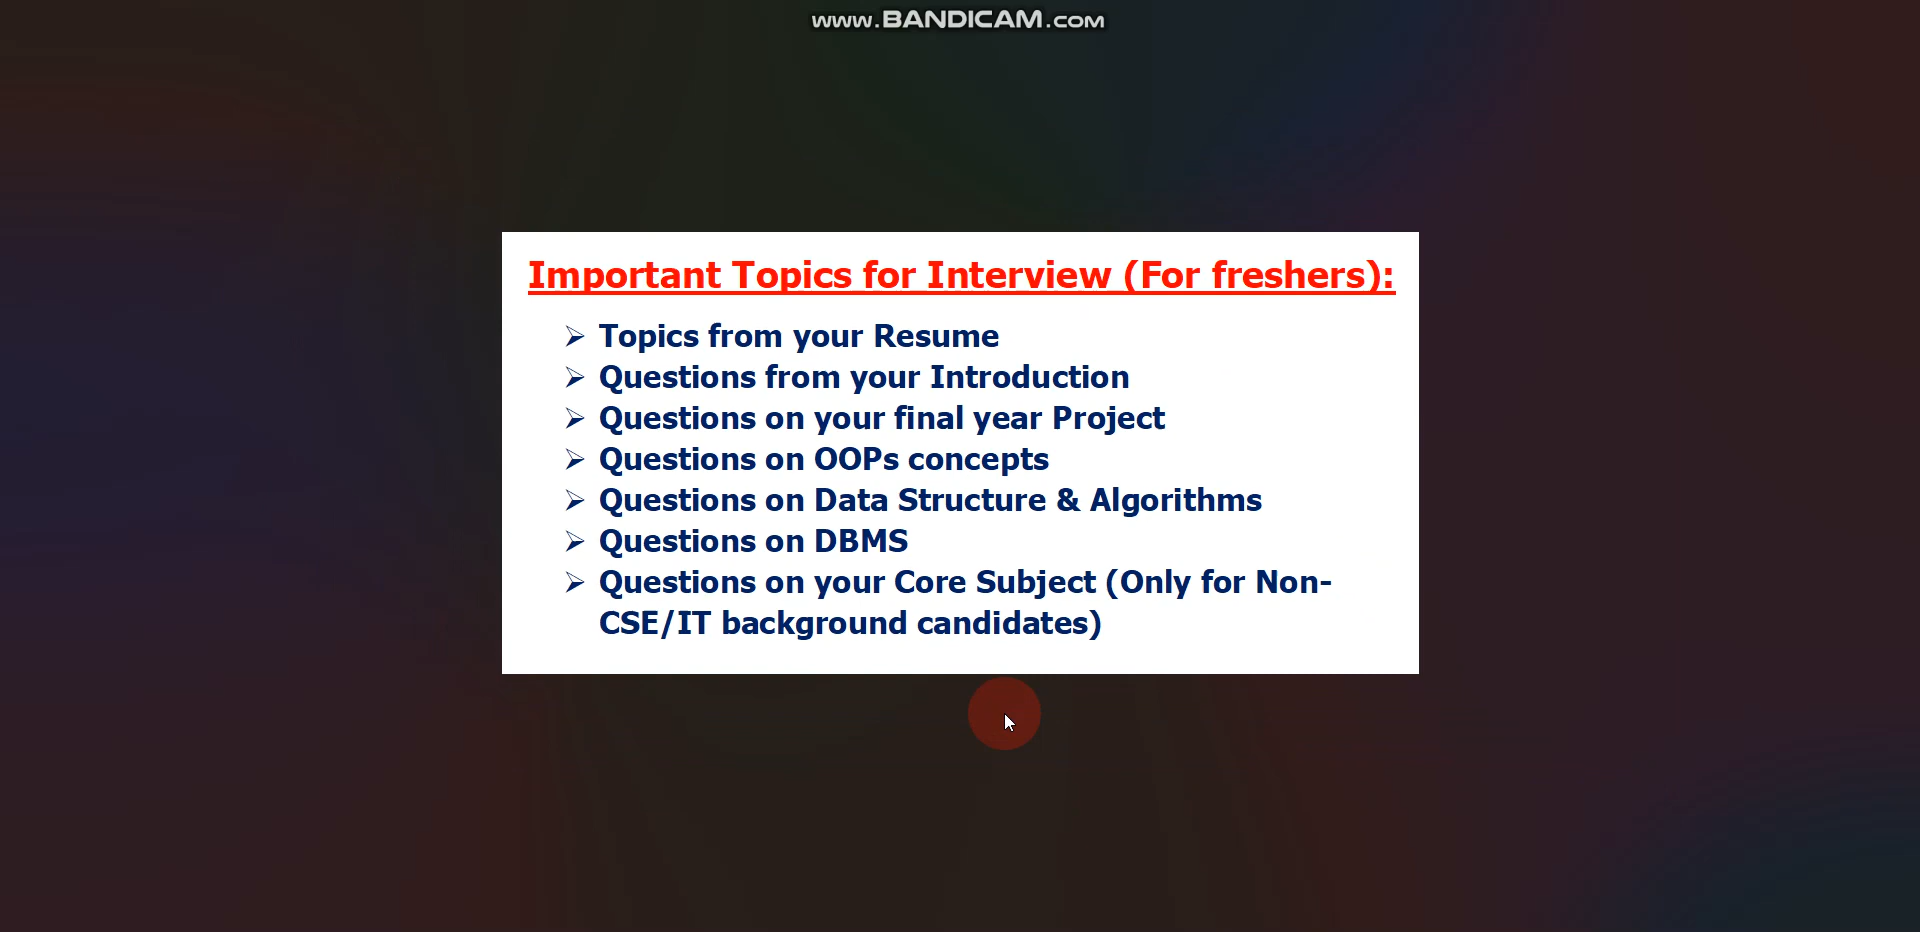 www.BANDICAM.COM
Important Topics for Interview (For freshers):
➢ Topics from your Resume
➢ Questions from your Introduction
➢ Questions on your final year Project
➢ Questions on OOPs concepts
➢ Questions on Data Structure & Algorithms
➢ Questions on DBMS
➢ Questions on your Core Subject (Only for Non-
CSE/IT background candidates)